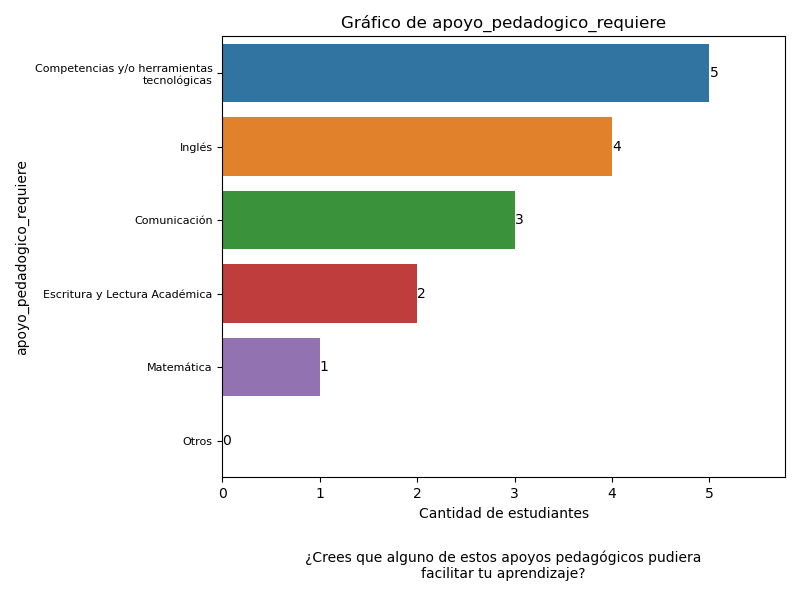 Gráfico de apoyo_pedadogico_requiere
apoyo_pedadogico_requiere
Competencias y/o herramientas
tecnológicas
5
Inglés
4
Comunicación
3
Escritura y Lectura Académica
2
Matemática
1
Otros
0
0 1 2 3 4 5
Cantidad de estudiantes
¿Crees que alguno de estos apoyos pedagógicos pudiera
facilitar tu aprendizaje?